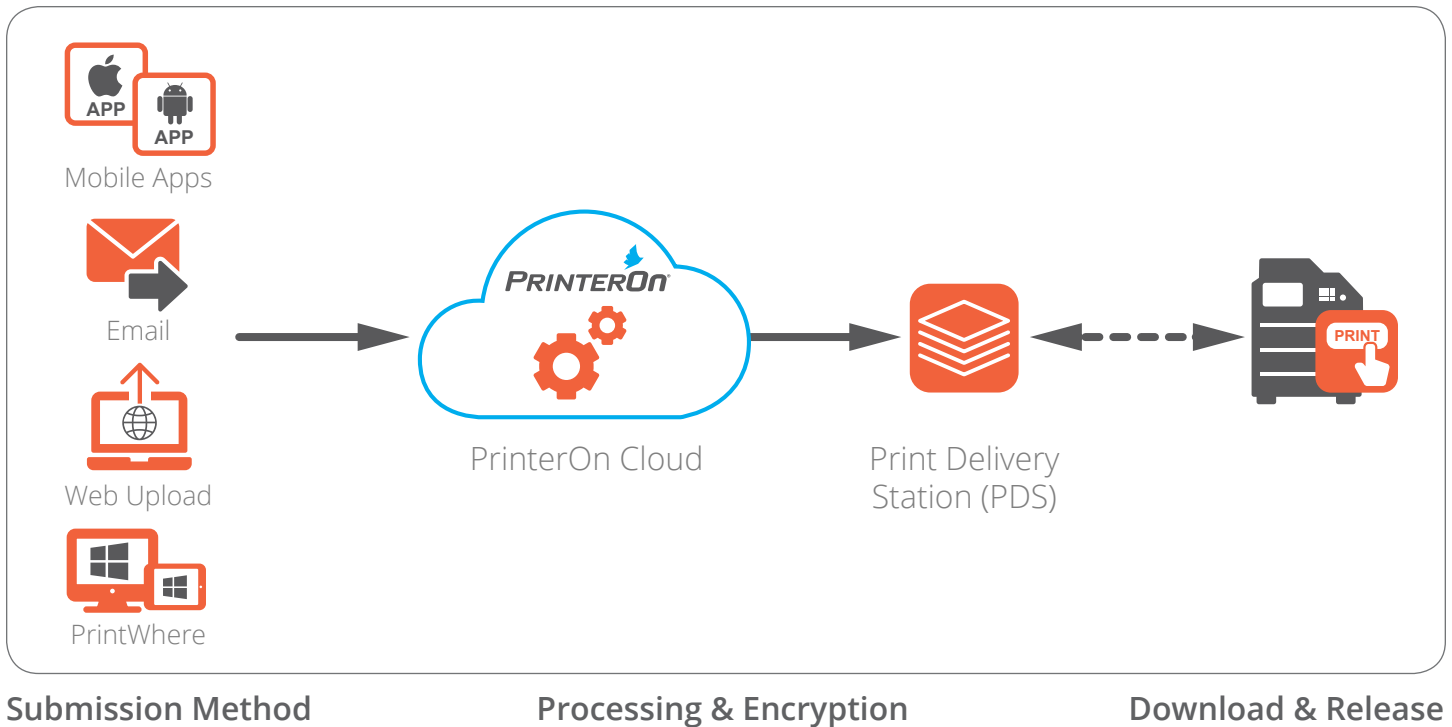 APP
APP
Mobile Apps
Email
Web Upload
PrintWhere
PRINTERON
PrinterOn Cloud
Print Delivery
Station (PDS)
PRINT
Submission Method
Processing & Encryption
Download & Release